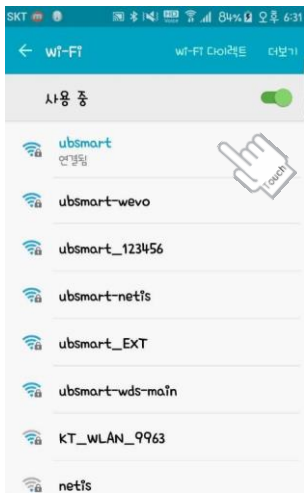 SKT 84% 오후 6:31
Wi-Fi Wi-Fi 다이렉트 더보기
사용 중
ubsmart
연결됨
Touch
ubsmart-wevo
ubsmart_123456
ubsmart-netis
ubsmart_EXT
ubsmart-wds-main
KT_WLAN_9963
netis